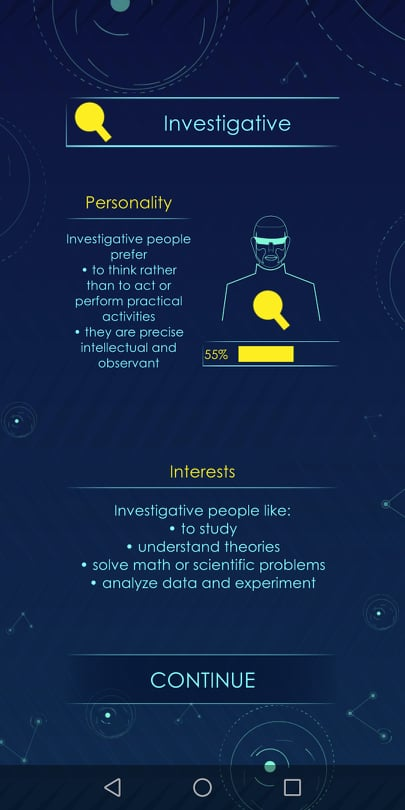 Investigative
Personality
Investigative people
prefer
• to think rather
than to act or
perform practical
activities
• they are precise
intellectual and
observant
55%
Interests
Investigative people like:
• to study
• understand theories
• solve math or scientific problems
• analyze data and experiment
CONTINUE